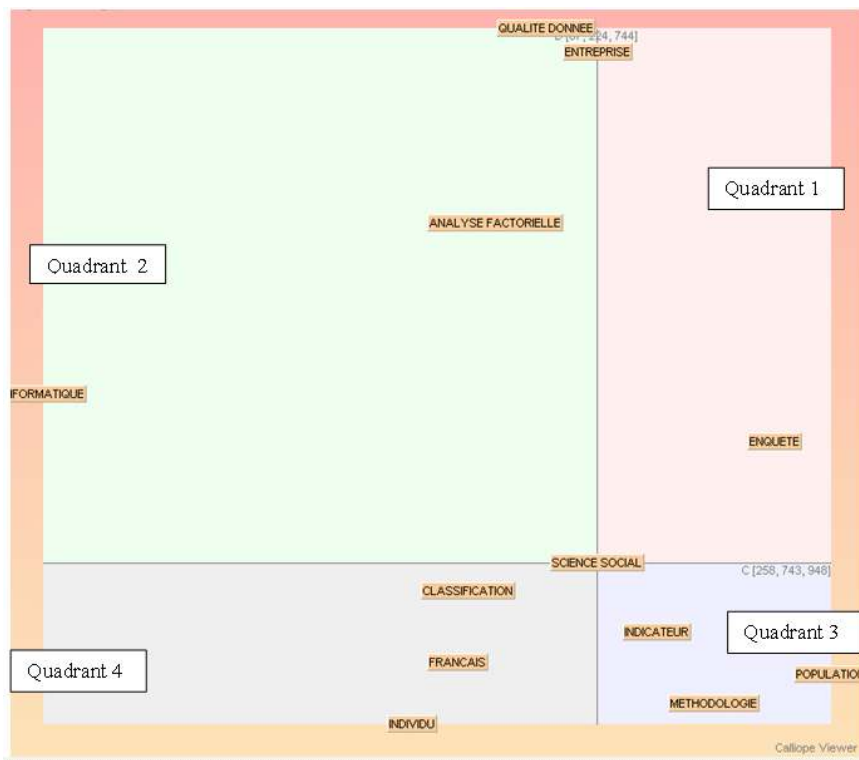 QUALITE DONNEE
ENTREPRISE
Quadrant 1
ANALYSE FACTORIELLE
Quadrant 2
IFORMATIQUE
ENQUETE
SCIENCE SOCIAL
C [258, 743, 948]
CLASSIFICATION
INDICATEUR
Quadrant 3
FRANCAIS
Quadrant 4
POPULATION
METHODOLOGIE
INDIVIDU
Calliope Viewer